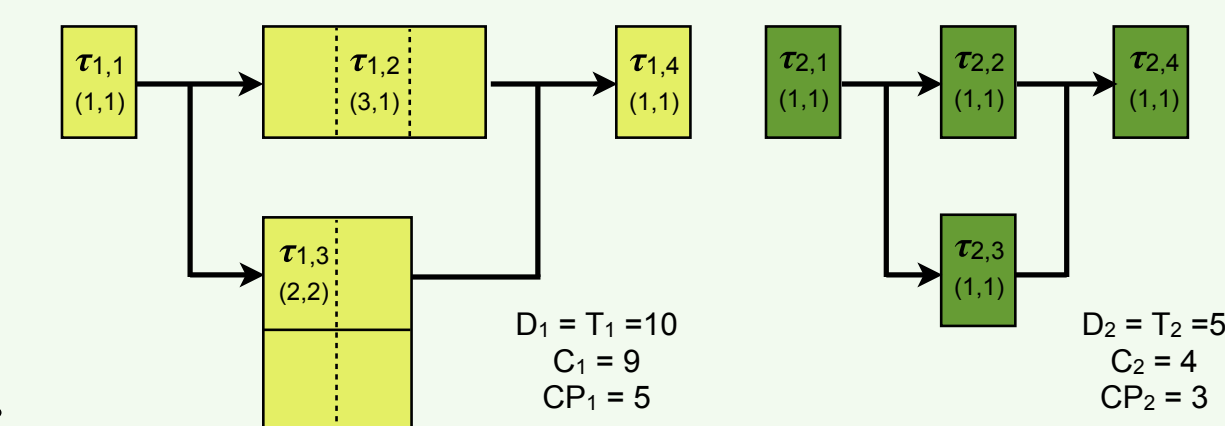 τ1,1
(1,1)
τ1,2
(3,1)
τ1,4
(1,1)
τ1,3
(2,2)
D1 = T1 =10
C1 = 9
CP1 = 5
τ2,1
(1,1)
τ2,2
(1,1)
τ2,4
(1,1)
τ2,3
(1,1)
D2 = T2 =5
C2 = 4
CP2 = 3